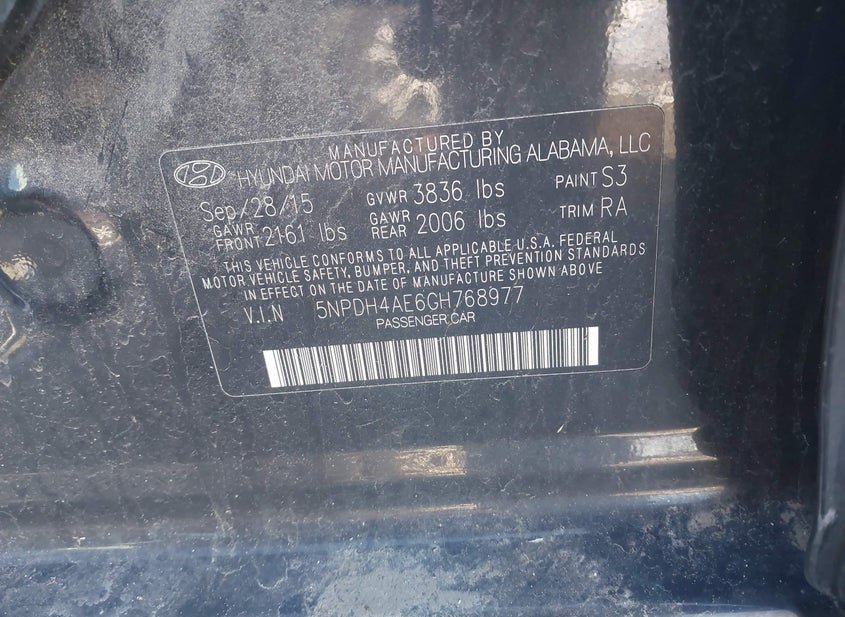 MANUFACTURED BY
HYUNDAI MOTOR MANUFACTURING ALABAMA, LLC
Sep/28/15 GVWR 3836 lbs PAINT S3
GAWR FRONT 2161 lbs GAWR REAR 2006 lbs TRIM RA
THIS VEHICLE CONFORMS TO ALL APPLICABLE U.S.A. FEDERAL
MOTOR VEHICLE SAFETY, BUMPER, AND THEFT PREVENTION STANDARDS
IN EFFECT ON THE DATE OF MANUFACTURE SHOWN ABOVE
V.I.N 5NPDH4AE6GH768977
PASSENGER CAR